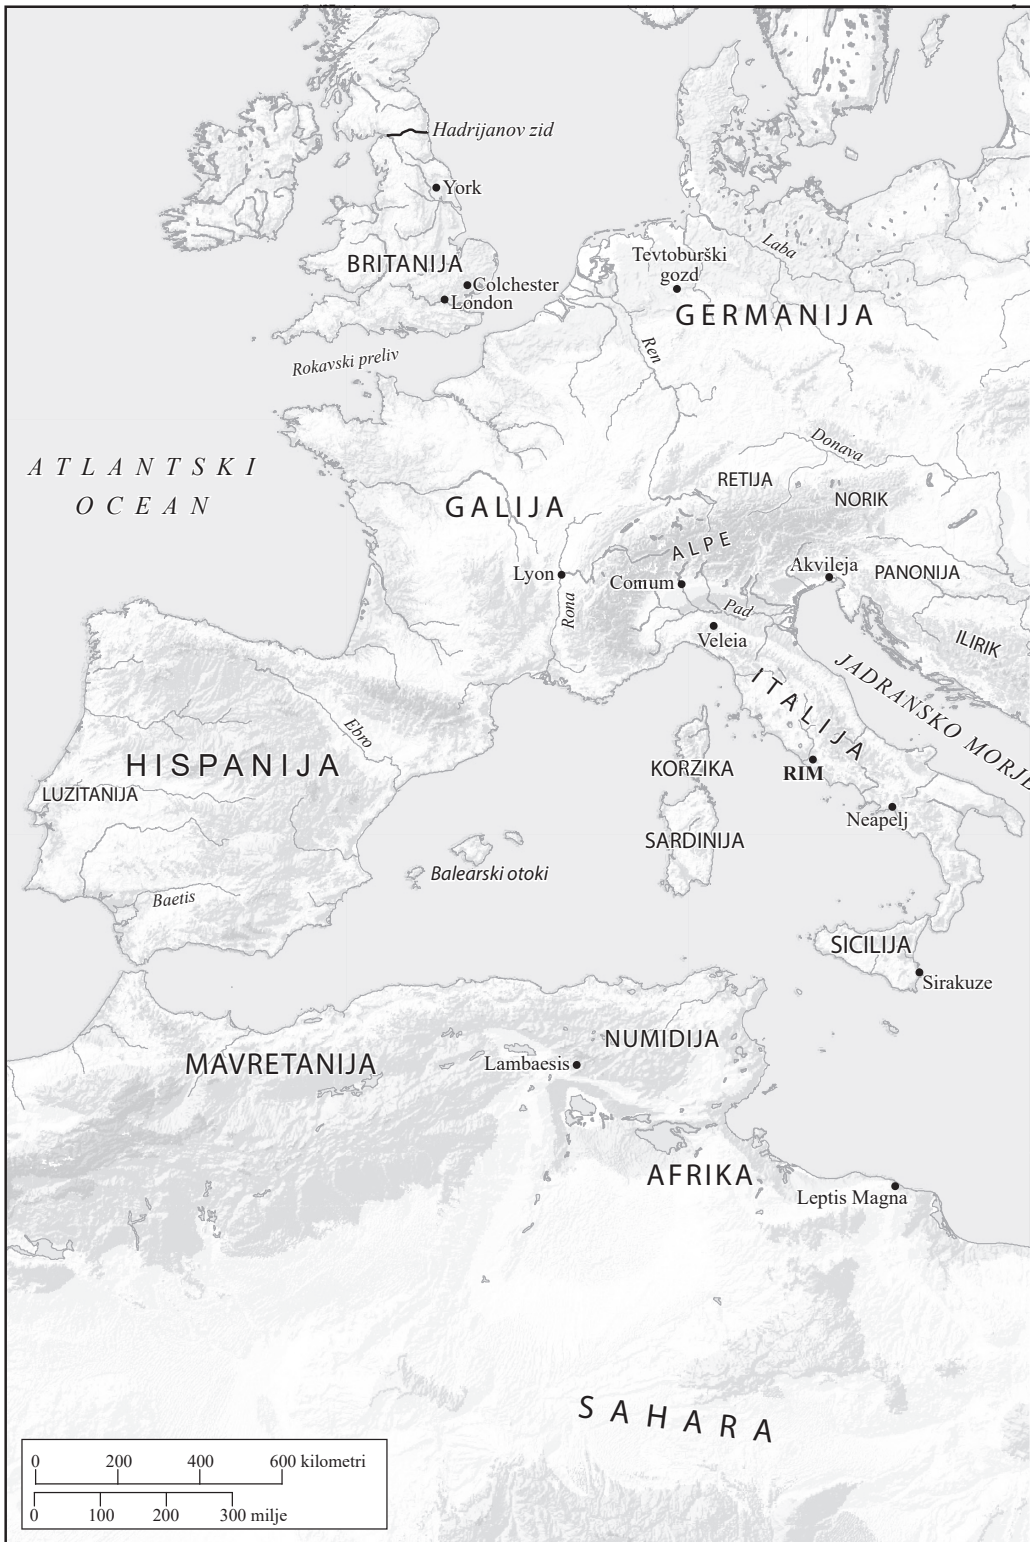 Hadrijanov zid
York
BRITANIJA
Colchester
London
Rokavski preliv
Laba
Tevtoburški
gozd
GERMANIJA
Ren
ATLANTSKI
OCEAN
Donava
RETIJA
NORIK
GALIJA
ALPE
Lyon
Comum
Akvileja
PANONIJA
Rona
Pad
Veleia
ILIRIK
ITALIJA
JADRANSKO MORJE
Ebro
HISPANIJA
LUZITANIJA
KORZIKA
RIM
Neapelj
SARDINIJA
Balearski otoki
Baetis
SICILIJA
Sirakuze
NUMIDIJA
MAVRETANIJA
Lambaesis
AFRIKA
Leptis Magna
SAHARA
0 200 400 600 kilometri
0 100 200 300 milje